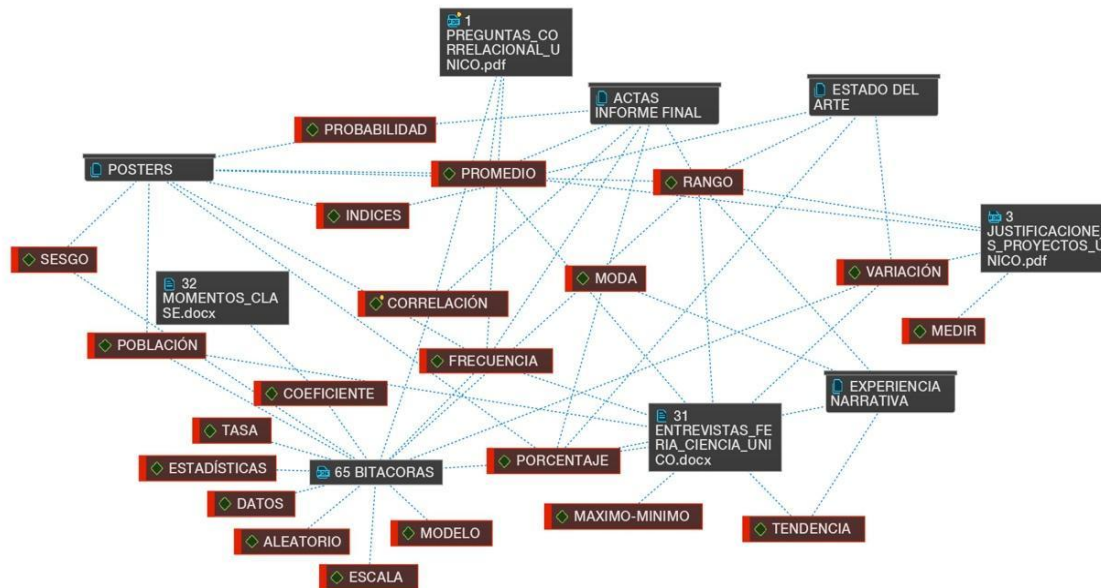 1
PREGUNTAS_CO
RRELACIONAL_U
NICO.pdf
ACTAS
INFORME FINAL
ESTADO DEL
ARTE
PROBABILIDAD
POSTERS
PROMEDIO
RANGO
INDICES
3
JUSTIFICACIONE
S_PROYECTOS_U
NICO.pdf
SESGO
32
MOMENTOS_CLA
SE.docx
MODA
VARIACIÓN
CORRELACIÓN
MEDIR
POBLACIÓN
FRECUENCIA
COEFICIENTE
EXPERIENCIA
NARRATIVA
31
ENTREVISTAS_FE
RIA_CIENCIA_UNI
CO.docx
TASA
ESTADÍSTICAS
65 BITACORAS
PORCENTAJE
DATOS
MAXIMO-MINIMO
TENDENCIA
ALEATORIO
MODELO
ESCALA